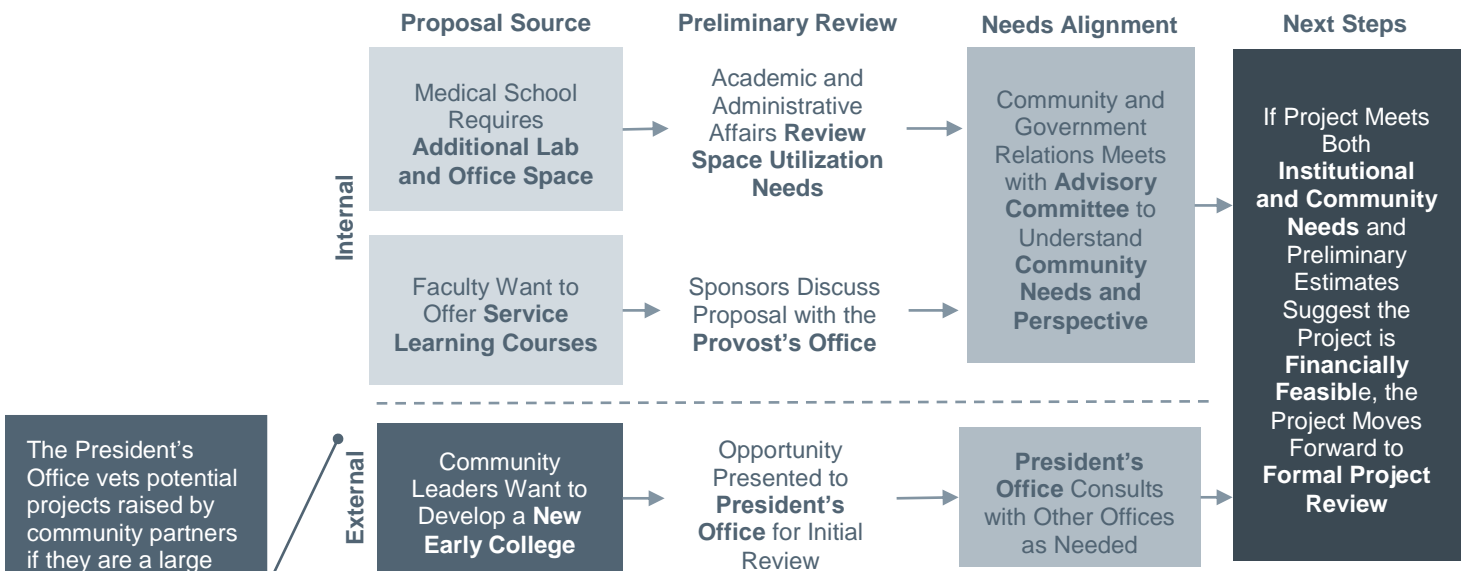 Proposal Source
Preliminary Review
Needs Alignment
Next Steps
Internal
Medical School
Requires
Additional Lab
and Office Space
Academic and
Administrative
Affairs Review
Space Utilization
Needs
Community and
Government
Relations Meets
with Advisory
Committee to
Understand
Community
Needs and
Perspective
If Project Meets
Both
Institutional
and Community
Needs and
Preliminary
Estimates
Suggest the
Project is
Financially
Feasible, the
Project Moves
Forward to
Formal Project
Review
Faculty Want to
Offer Service
Learning Courses
Sponsors Discuss
Proposal with the
Provost's Office
The President's
Office vets potential
projects raised by
community partners
if they are a large
External
Community
Leaders Want to
Develop a New
Early College
Opportunity
Presented to
President's
Office for Initial
Review
President's
Office Consults
with Other Offices
as Needed